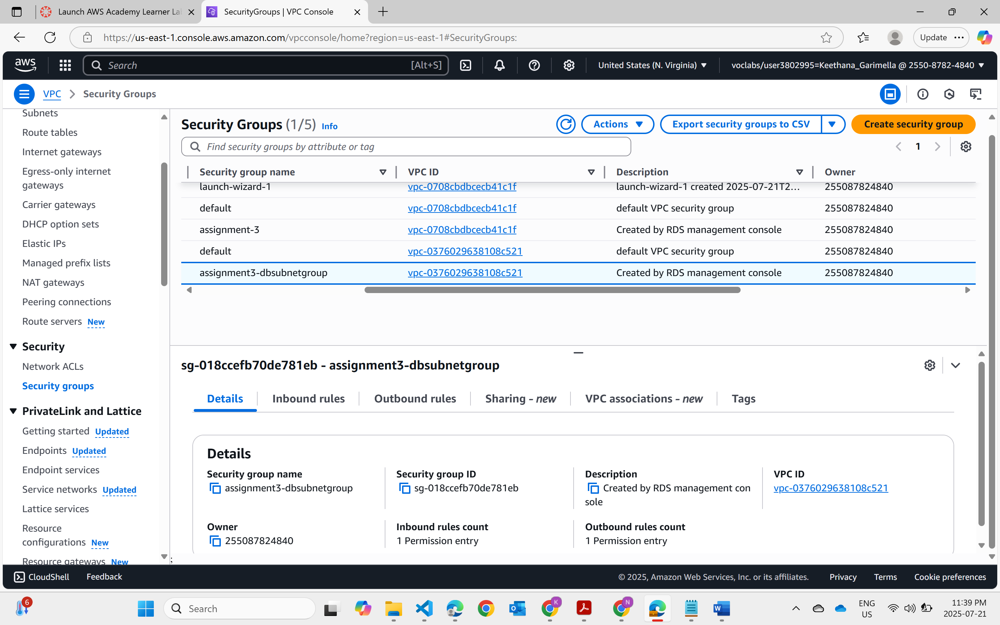 Launch AWS Academy Learner La
SecurityGroups | VPC Console
https://us-east-1.console.aws.amazon.com/vpcconsole/home?region=us-east-1#SecurityGroups:
Update
aws
Search
[Alt+S]
United States (N. Virginia)
voclabs/user3802995=Keethana_Garimella @ 2550-8782-4840
VPC
Security Groups
Subnets
Route tables
Internet gateways
Egress-only internet
gateways
Carrier gateways
DHCP option sets
Elastic IPs
Managed prefix lists
NAT gateways
Peering connections
Route servers New
Security
Network ACLs
Security groups
PrivateLink and Lattice
Getting started Updated
Endpoints Updated
Endpoint services
Service networks Updated
Lattice services
Resource
configurations New
Resource gateways New
Security Groups (1/5) Info
Actions
Export security groups to CSV
Create security group
Find security groups by attribute or tag
1
Security group name VPC ID Description Owner
launch-wizard-1 vpc-0708cbdbcecb41c1f launch-wizard-1 created 2025-07-21T2... 255087824840
default vpc-0708cbdbcecb41c1f default VPC security group 255087824840
assignment-3 vpc-0708cbdbcecb41c1f Created by RDS management console 255087824840
default vpc-0376029638108c521 default VPC security group 255087824840
assignment3-dbsubnetgroup vpc-0376029638108c521 Created by RDS management console 255087824840
sg-018ccefb70de781eb - assignment3-dbsubnetgroup
Details Inbound rules Outbound rules Sharing - new VPC associations - new Tags
Details
Security group name
assignment3-dbsubnetgroup
Security group ID
sg-018ccefb70de781eb
Description
Created by RDS management con
sole
VPC ID
vpc-0376029638108c521
Owner
255087824840
Inbound rules count
1 Permission entry
Outbound rules count
1 Permission entry
;
CloudShell
Feedback
© 2025, Amazon Web Services, Inc. or its affiliates.
Privacy
Terms
Cookie preferences
6
Search
K
N
ENG
US
11:39 PM
2025-07-21